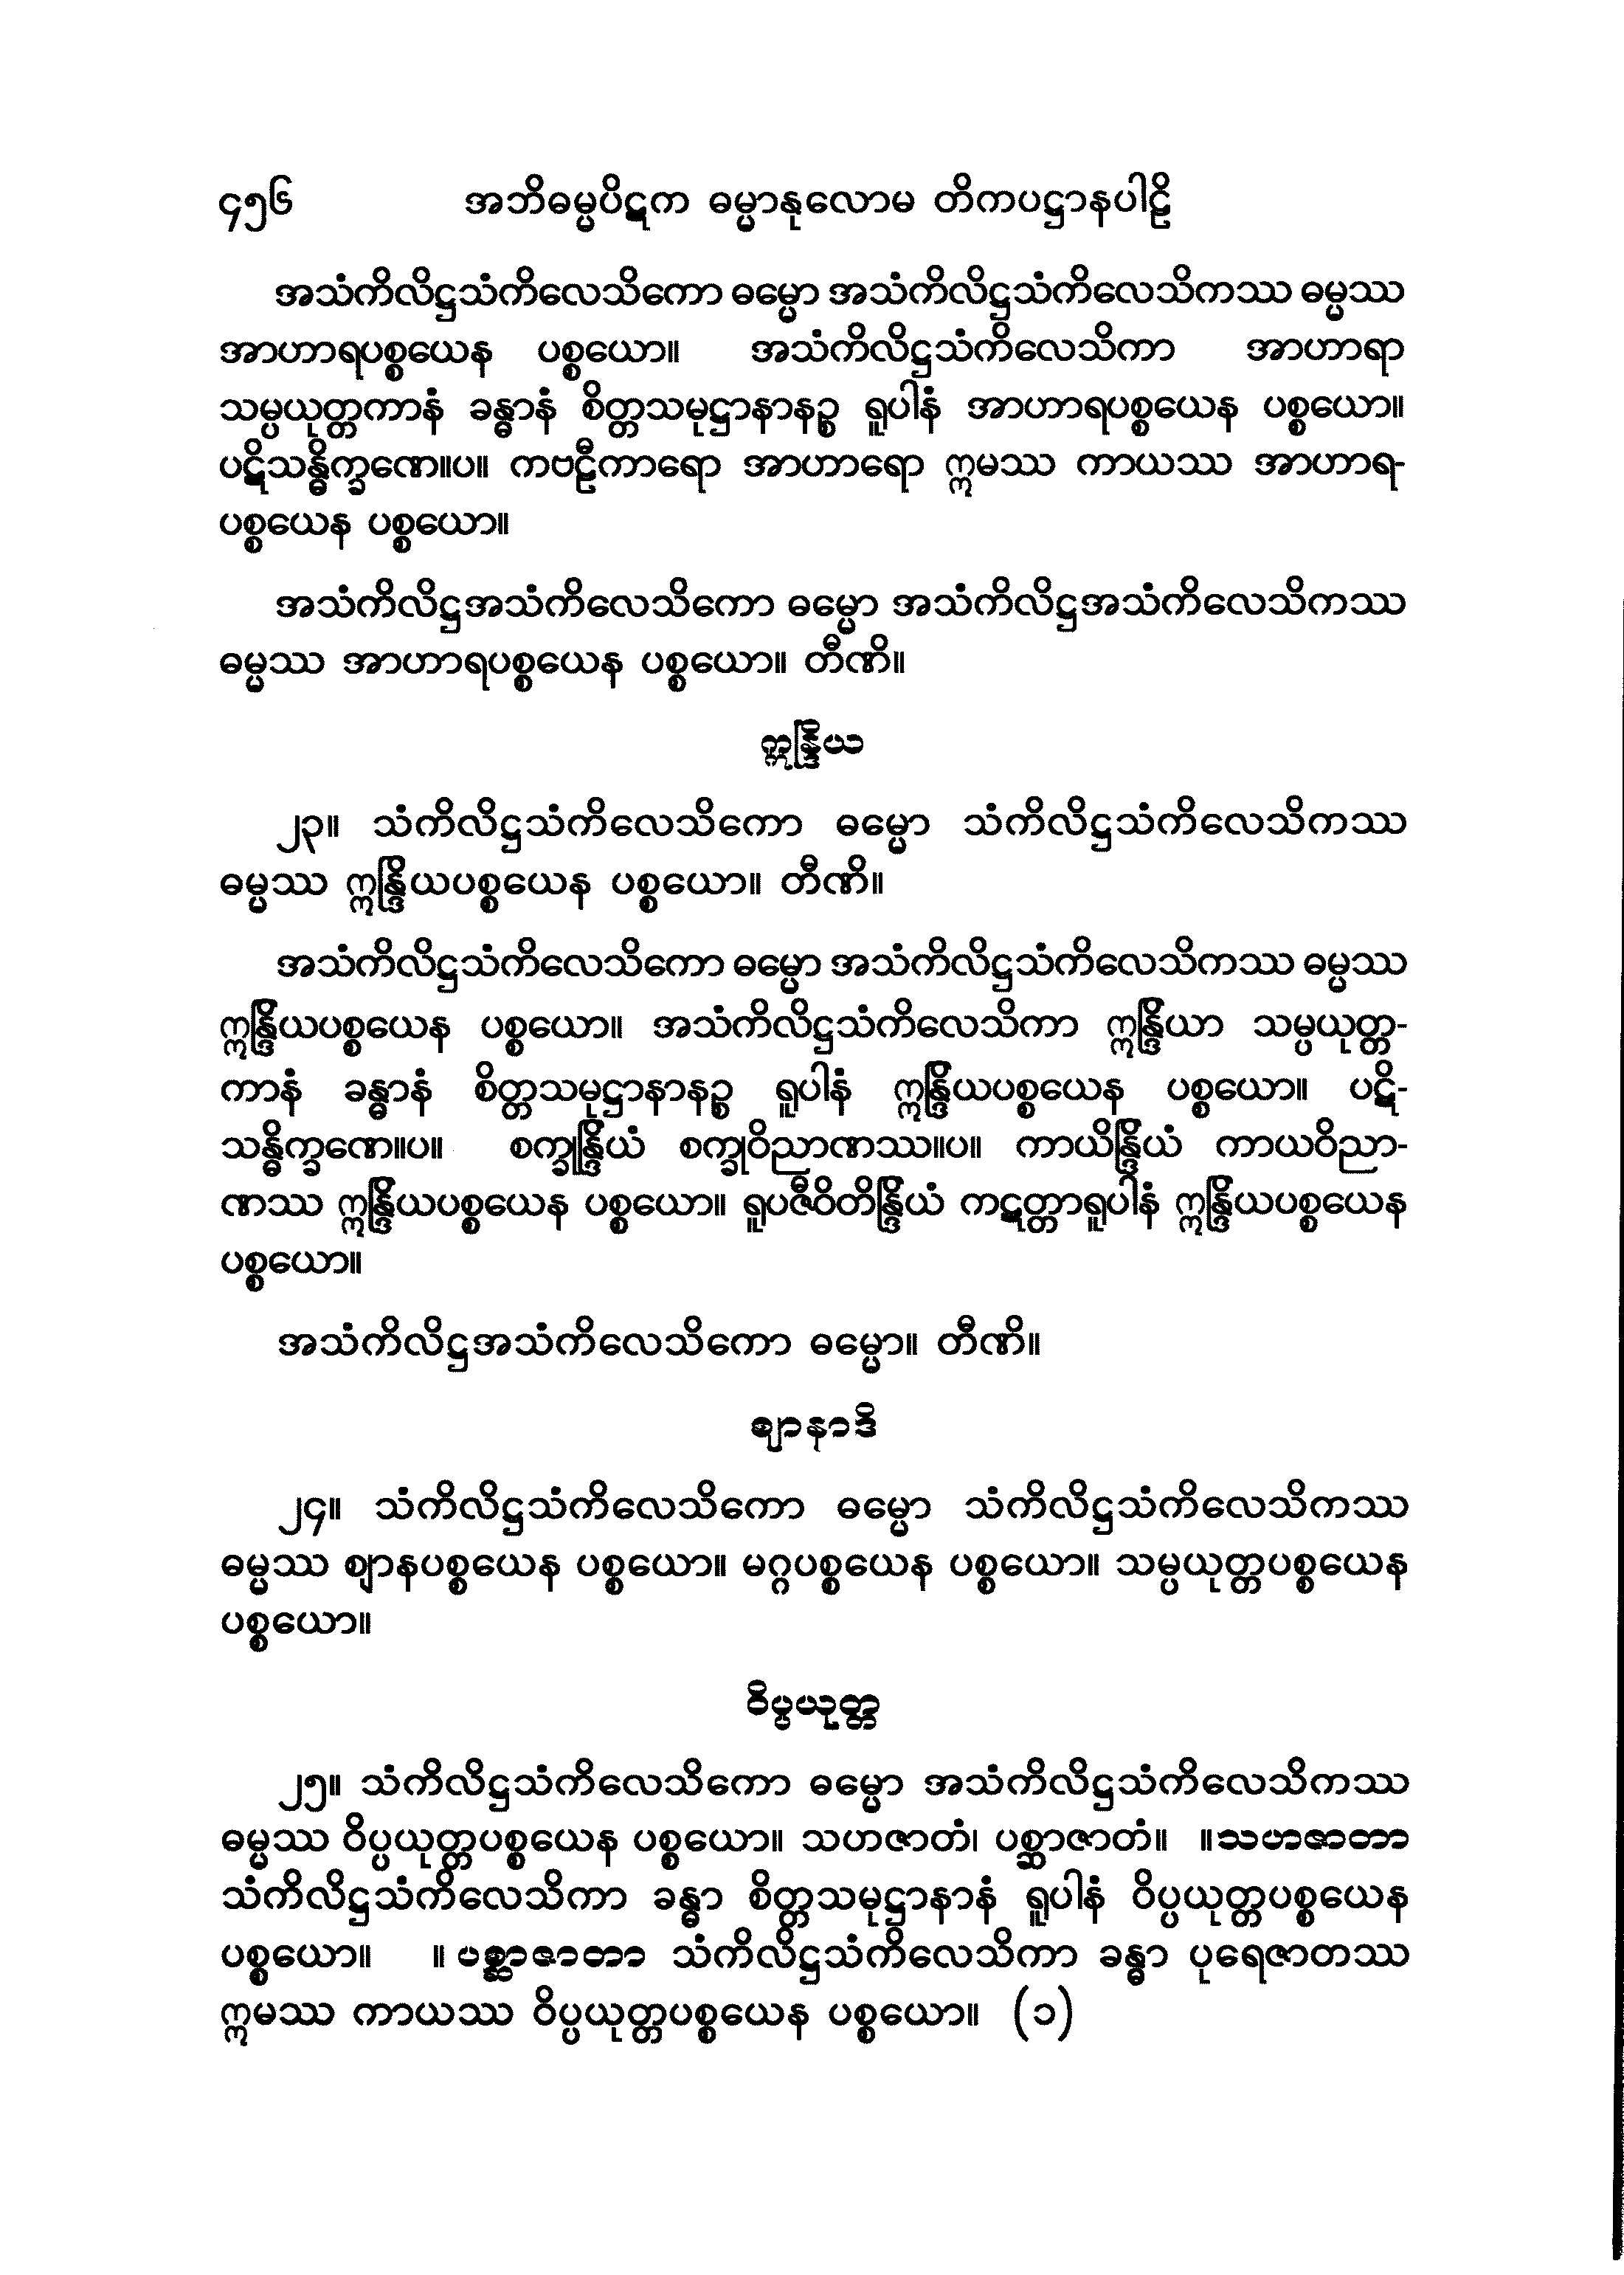 ၄၅၆ အဘိဓမ္မပိဋက ဓမ္မာနုလောမ တိကပဋ္ဌာနပါဠိ
အသံကိလိဋ္ဌသံကိလေသိကော ဓမ္မော အသံကိလိဋ္ဌသံကိလေသိကဿ ဓမ္မဿ
အာဟာရပစ္စယေန ပစ္စယော။ အသံကိလိဋ္ဌသံကိလေသိကာ အာဟာရာ
သမ္ပယုတ္တကာနံ ခန္ဓာနံ စိတ္တသမုဋ္ဌာနာနဉ္စ ရူပါနံ အာဟာရပစ္စယေန ပစ္စယော။
ပဋိသန္ဓိက္ခဏေ။ပ။ ကဗဠီကာရော အာဟာရော ဣမဿ ကာယဿ အာဟာရ-
ပစ္စယေန ပစ္စယော။
အသံကိလိဋ္ဌအသံကိလေသိကော ဓမ္မော အသံကိလိဋ္ဌအသံကိလေသိကဿ
ဓမ္မဿ အာဟာရပစ္စယေန ပစ္စယော။ တီဏိ။
ဣန္ဒြိယ
၂၃။ သံကိလိဋ္ဌသံကိလေသိကော ဓမ္မော သံကိလိဋ္ဌသံကိလေသိကဿ
ဓမ္မဿ ဣန္ဒြိယပစ္စယေန ပစ္စယော။ တီဏိ။
အသံကိလိဋ္ဌသံကိလေသိကော ဓမ္မော အသံကိလိဋ္ဌသံကိလေသိကဿ ဓမ္မဿ
ဣန္ဒြိယပစ္စယေန ပစ္စယော။ အသံကိလိဋ္ဌသံကိလေသိကာ ဣန္ဒြိယာ သမ္ပယုတ္တ-
ကာနံ ခန္ဓာနံ စိတ္တသမုဋ္ဌာနာနဉ္စ ရူပါနံ ဣန္ဒြိယပစ္စယေန ပစ္စယော။ ပဋိ-
သန္ဓိက္ခဏေ။ပ။ စက္ခုန္ဒြိယံ စက္ခုဝိညာဏဿ။ပ။ ကာယိန္ဒြိယံ ကာယဝိညာ-
ဏဿ ဣန္ဒြိယပစ္စယေန ပစ္စယော။ ရူပဇီဝိတိန္ဒြိယံ ကဋတ္တာရူပါနံ ဣန္ဒြိယပစ္စယေန
ပစ္စယော။
အသံကိလိဋ္ဌအသံကိလေသိကော ဓမ္မော။ တီဏိ။
ဈာနာဒိ
၂၄။ သံကိလိဋ္ဌသံကိလေသိကော ဓမ္မော သံကိလိဋ္ဌသံကိလေသိကဿ
ဓမ္မဿ ဈာနပစ္စယေန ပစ္စယော။ မဂ္ဂပစ္စယေန ပစ္စယော။ သမ္ပယုတ္တပစ္စယေန
ပစ္စယော။
ဝိပ္ပယုတ္တ
၂၅။ သံကိလိဋ္ဌသံကိလေသိကော ဓမ္မော အသံကိလိဋ္ဌသံကိလေသိကဿ
ဓမ္မဿ ဝိပ္ပယုတ္တပစ္စယေန ပစ္စယော။ သဟဇာတံ၊ ပစ္ဆာဇာတံ။ ။သဟဇာတာ
သံကိလိဋ္ဌသံကိလေသိကာ ခန္ဓာ စိတ္တသမုဋ္ဌာနာနံ ရူပါနံ ဝိပ္ပယုတ္တပစ္စယေန
ပစ္စယော။ ။ပစ္ဆာဇာတာ သံကိလိဋ္ဌသံကိလေသိကာ ခန္ဓာ ပုရေဇာတဿ
ဣမဿ ကာယဿ ဝိပ္ပယုတ္တပစ္စယေန ပစ္စယော။ (၁)